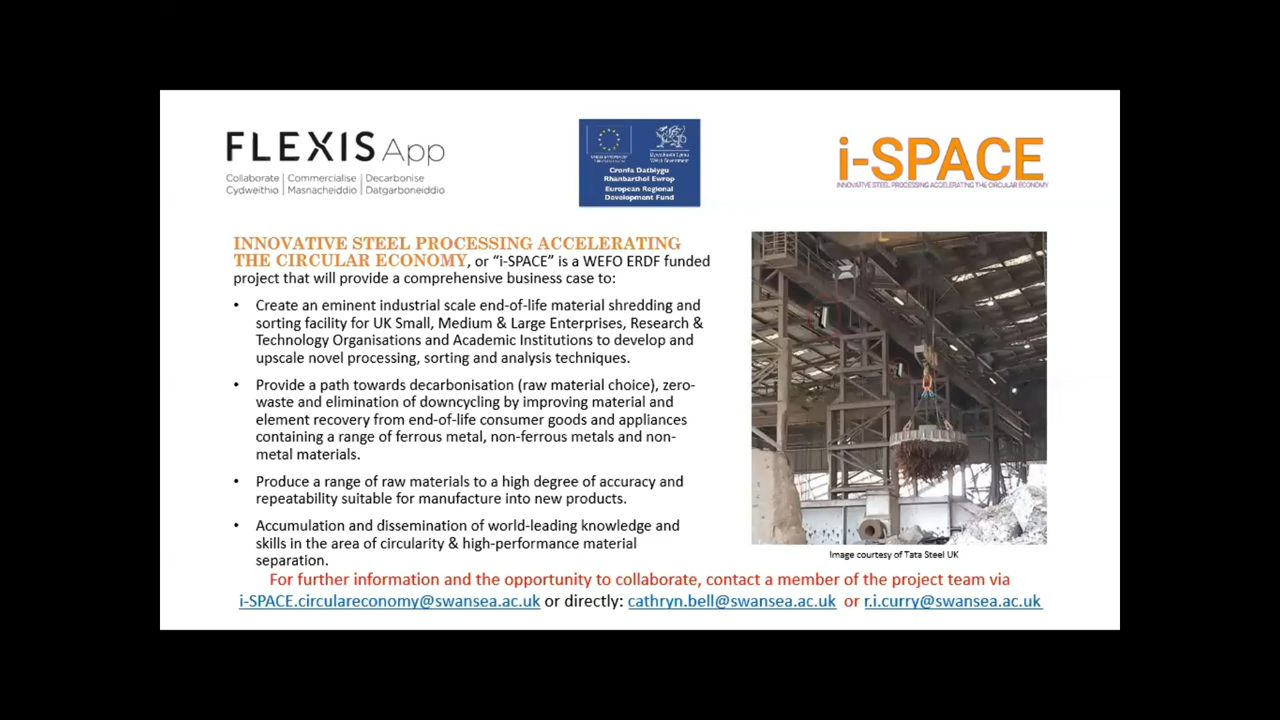 FLEXIS App
Collaborate | Commercialise | Decarbonise
Cydweithio | Masnacheiddio | Datgarboneiddio
Cronfa Datblygu
Rhanbarthol Ewrop
European Regional
Development Fund
i-SPACE
INNOVATIVE STEEL PROCESSING ACCELERATING THE CIRCULAR ECONOMY
INNOVATIVE STEEL PROCESSING ACCELERATING
THE CIRCULAR ECONOMY, or “i-SPACE” is a WEFO ERDF funded
project that will provide a comprehensive business case to:
• Create an eminent industrial scale end-of-life material shredding and
sorting facility for UK Small, Medium & Large Enterprises, Research &
Technology Organisations and Academic Institutions to develop and
upscale novel processing, sorting and analysis techniques.
• Provide a path towards decarbonisation (raw material choice), zero-
waste and elimination of downcycling by improving material and
element recovery from end-of-life consumer goods and appliances
containing a range of ferrous metal, non-ferrous metals and non-
metal materials.
• Produce a range of raw materials to a high degree of accuracy and
repeatability suitable for manufacture into new products.
• Accumulation and dissemination of world-leading knowledge and
skills in the area of circularity & high-performance material
separation.
Image courtesy of Tata Steel UK
For further information and the opportunity to collaborate, contact a member of the project team via
i-SPACE.circulareconomy@swansea.ac.uk or directly: cathryn.bell@swansea.ac.uk or r.i.curry@swansea.ac.uk